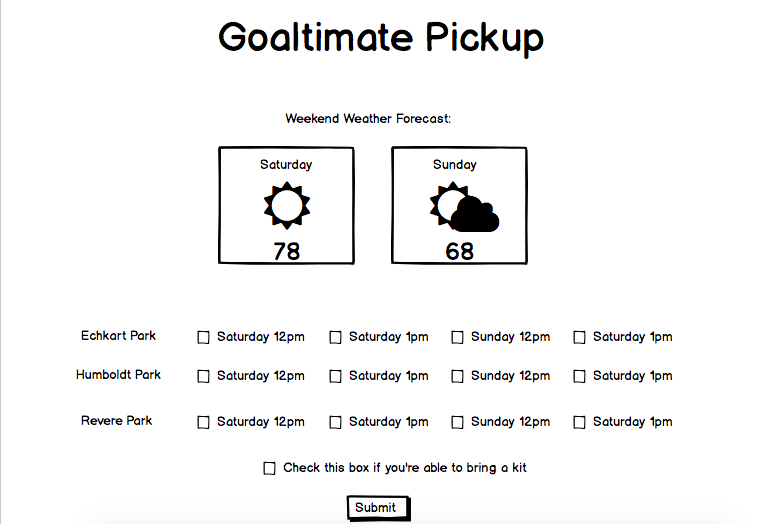 Goaltimate Pickup
Weekend Weather Forecast:
Saturday
78
Sunday
68
Echkart Park Saturday 12pm Saturday 1pm Sunday 12pm Saturday 1pm
Humboldt Park Saturday 12pm Saturday 1pm Sunday 12pm Saturday 1pm
Revere Park Saturday 12pm Saturday 1pm Sunday 12pm Saturday 1pm
Check this box if you're able to bring a kit
Submit